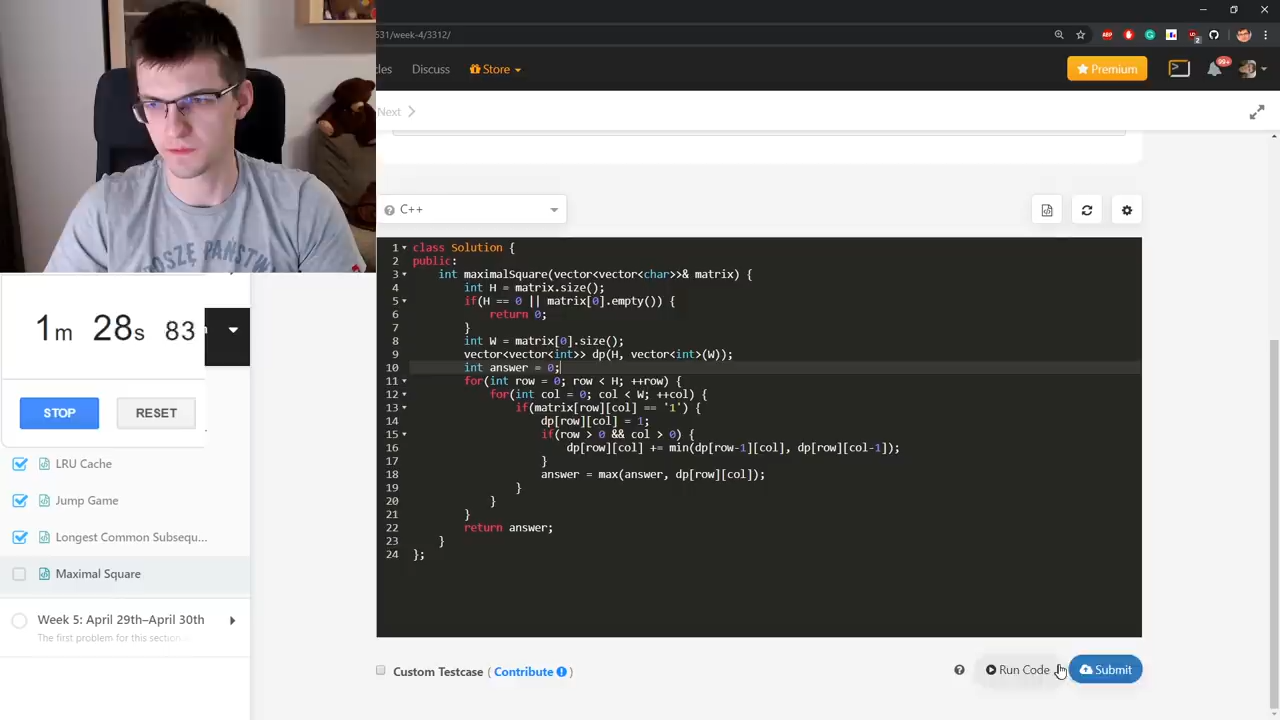 531/week-4/3312/
2
les
Discuss
Store
Premium
99+
Next
C++
1 class Solution {
2 public:
3 int maximalSquare(vector<vector<char>>& matrix) {
4 int H = matrix.size();
5 if(H == 0 || matrix[0].empty()) {
6 return 0;
7 }
8 int W = matrix[0].size();
9 vector<vector<int>> dp(H, vector<int>(W));
10 int answer = 0;
11 for(int row = 0; row < H; ++row) {
12 for(int col = 0; col < W; ++col) {
13 if(matrix[row][col] == '1') {
14 dp[row][col] = 1;
15 if(row > 0 && col > 0) {
16 dp[row][col] += min(dp[row-1][col], dp[row][col-1]);
17 }
18 answer = max(answer, dp[row][col]);
19 }
20 }
21 }
22 return answer;
23 }
24 };
1m 28s 83
STOP
RESET
LRU Cache
Jump Game
Longest Common Subsequ...
Maximal Square
Week 5: April 29th–April 30th
The first problem for this section
Custom Testcase ( Contribute )
Run Code
Submit